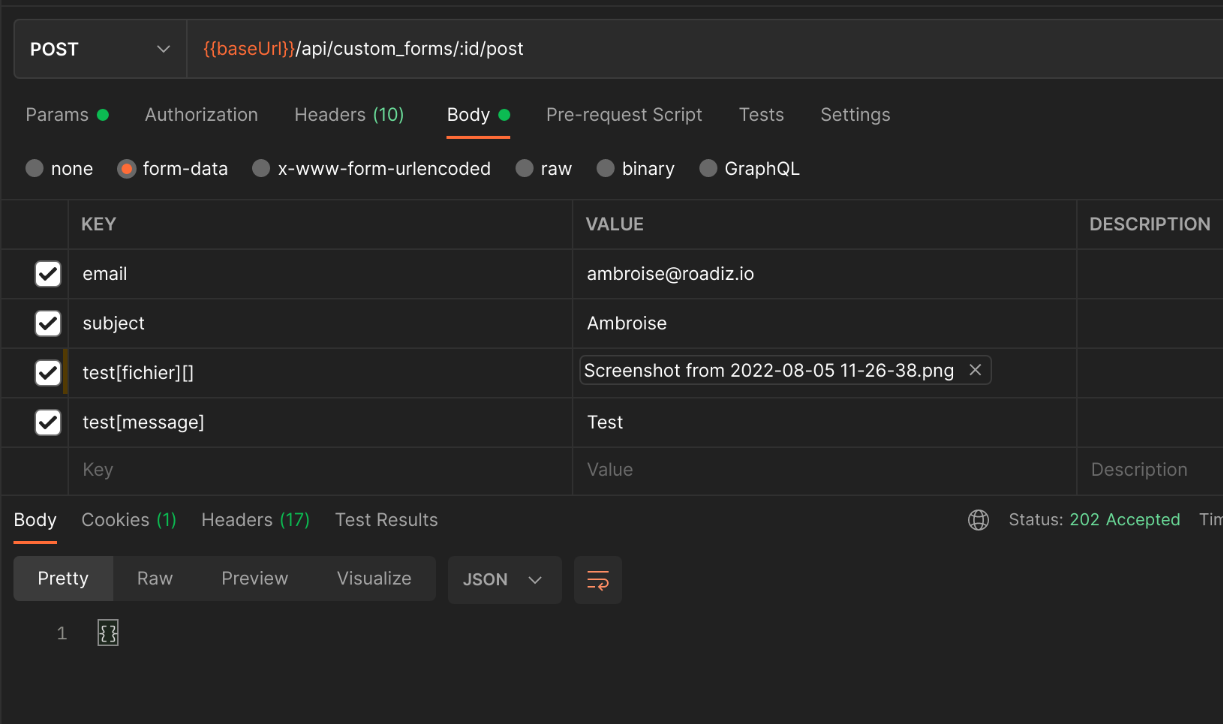 POST {{baseUrl}}/api/custom_forms/:id/post
Params Authorization Headers (10) Body Pre-request Script Tests Settings
none form-data x-www-form-urlencoded raw binary GraphQL
KEY VALUE DESCRIPTION
email ambroise@roadiz.io
subject Ambroise
test[fichier][] Screenshot from 2022-08-05 11-26-38.png
test[message] Test
Key Value Description
Body Cookies (1) Headers (17) Test Results Status: 202 Accepted
Pretty Raw Preview Visualize JSON
1 {}